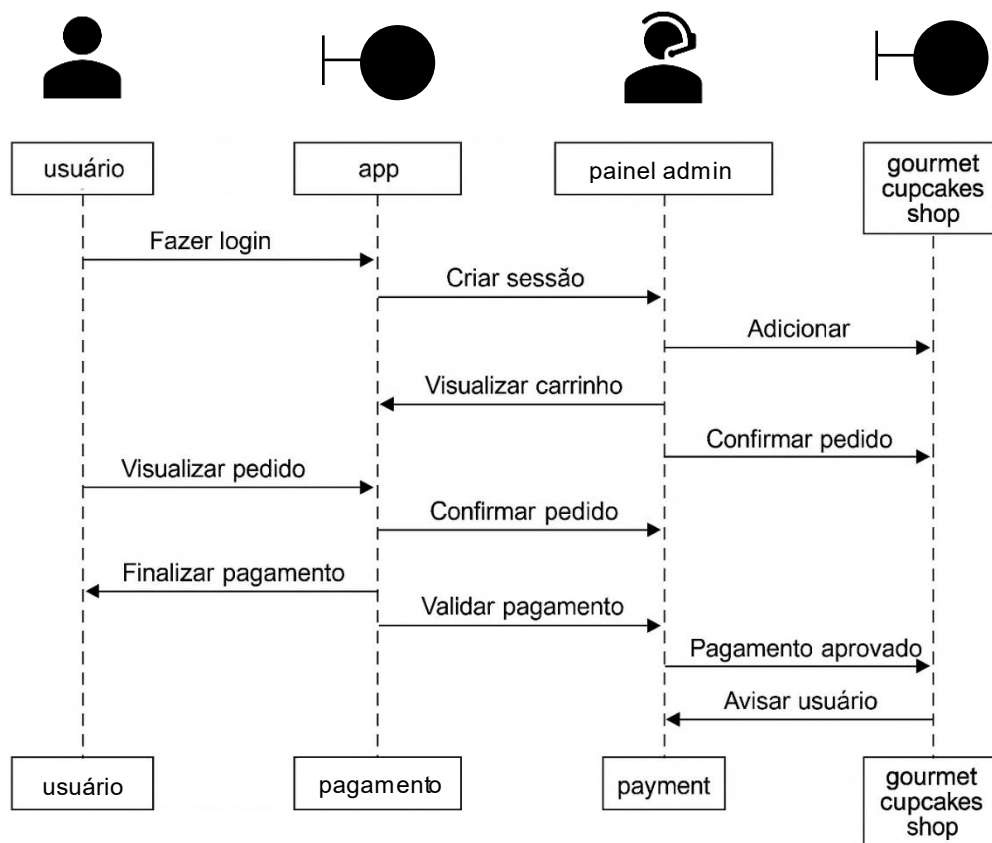 usuário
app
painel admin
gourmet
cupcakes
shop
Fazer login
Criar sessǎo
Adicionar
Visualizar carrinho
Confirmar pedido
Visualizar pedido
Confirmar pedido
Finalizar pagamento
Validar pagamento
Pagamento aprovado
Avisar usuário
usuário
pagamento
payment
gourmet
cupcakes
shop